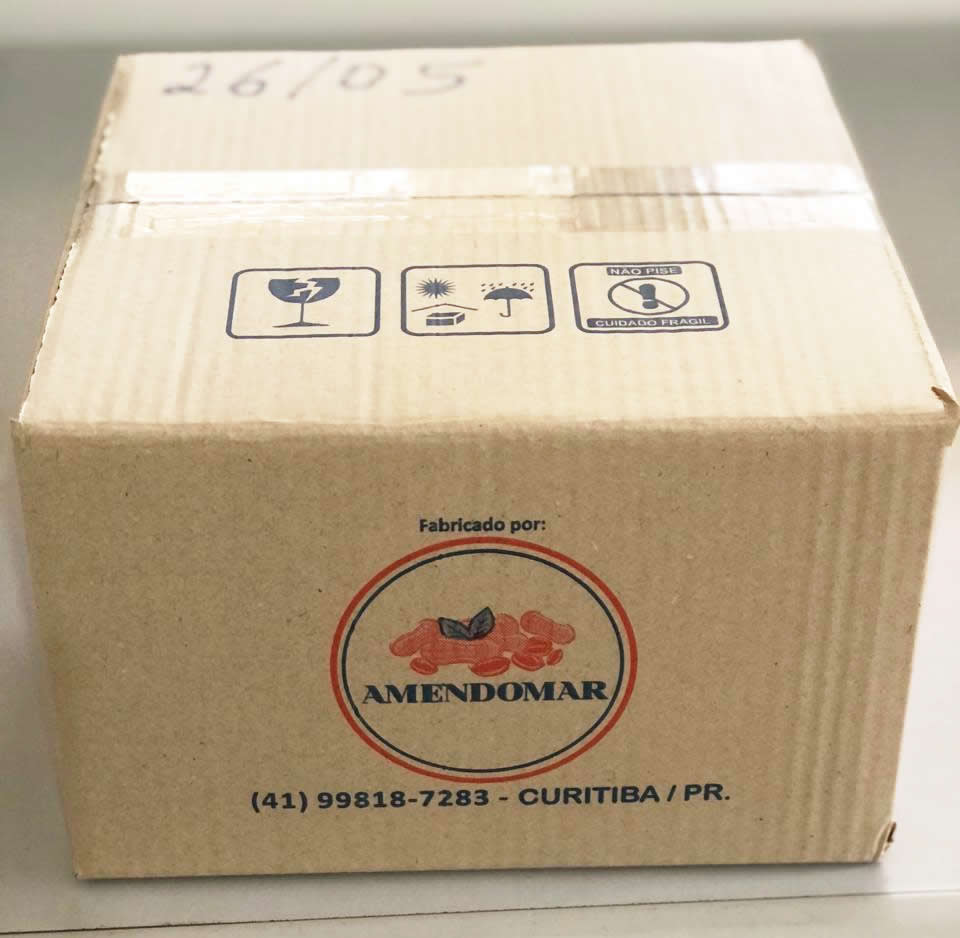 26/05
NÃO PISE
CUIDADO FRAGIL
Fabricado por:
AMENDOMAR
(41) 99818-7283 - CURITIBA / PR.